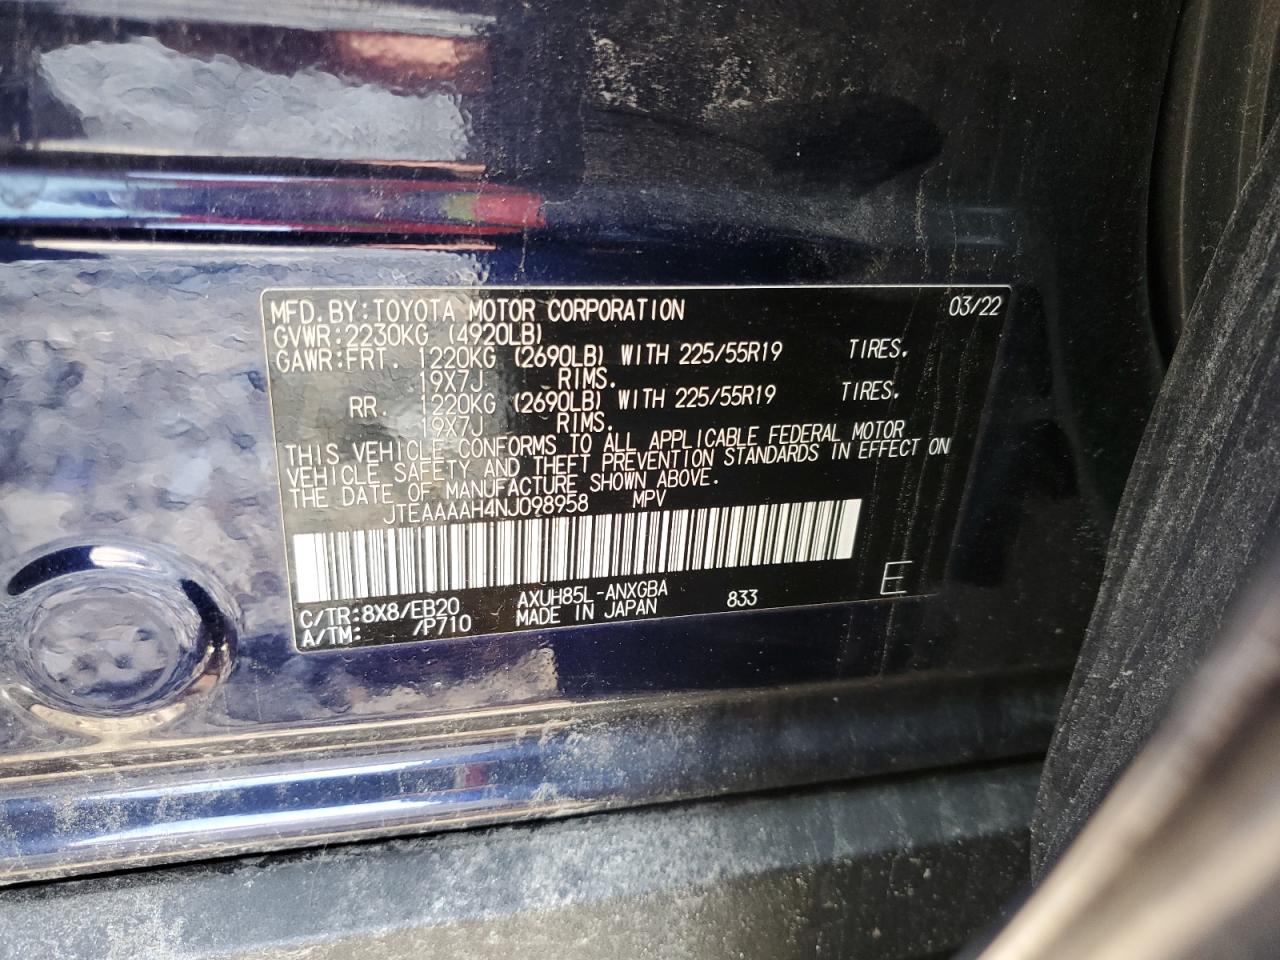 MFD.BY:TOYOTA MOTOR CORPORATION 03/22
GVWR:2230KG (4920LB)
GAWR:FRT. 1220KG (2690LB) WITH 225/55R19 TIRES.
19X7J RIMS.
RR. 1220KG (2690LB) WITH 225/55R19 TIRES.
19X7J RIMS.
THIS VEHICLE CONFORMS TO ALL APPLICABLE FEDERAL MOTOR
VEHICLE SAFETY AND THEFT PREVENTION STANDARDS IN EFFECT ON
THE DATE OF MANUFACTURE SHOWN ABOVE.
JTEAAAAH4NJ098958 MPV
C/TR:8X8/EB20 AXUH85L-ANXGBA 833 E
A/TM: /P710 MADE IN JAPAN